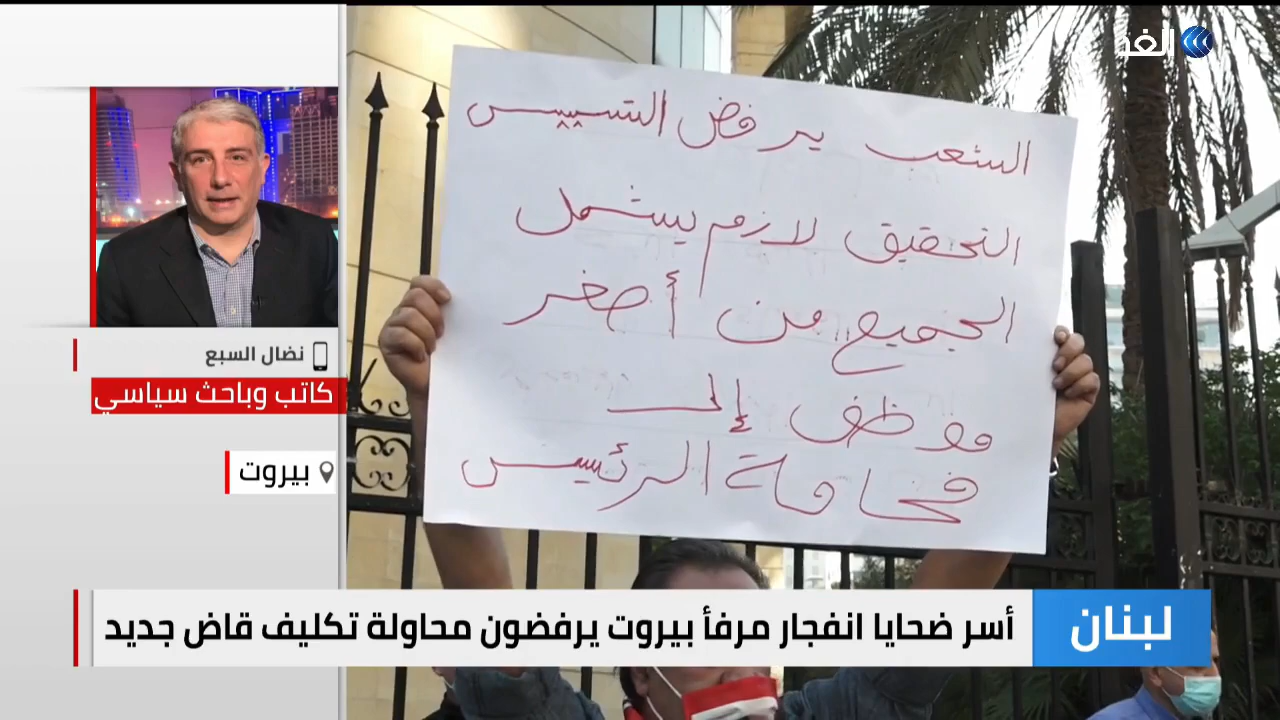 الغد
الشعب يرفض التسييس
التحقيق لازم يشمل
الجميع من أصغر
موظف إلى
فخامة الرئيس
نضال السبع
كاتب وباحث سياسي
بيروت
لبنان
أسر ضحايا انفجار مرفأ بيروت يرفضون محاولة تكليف قاض جديد